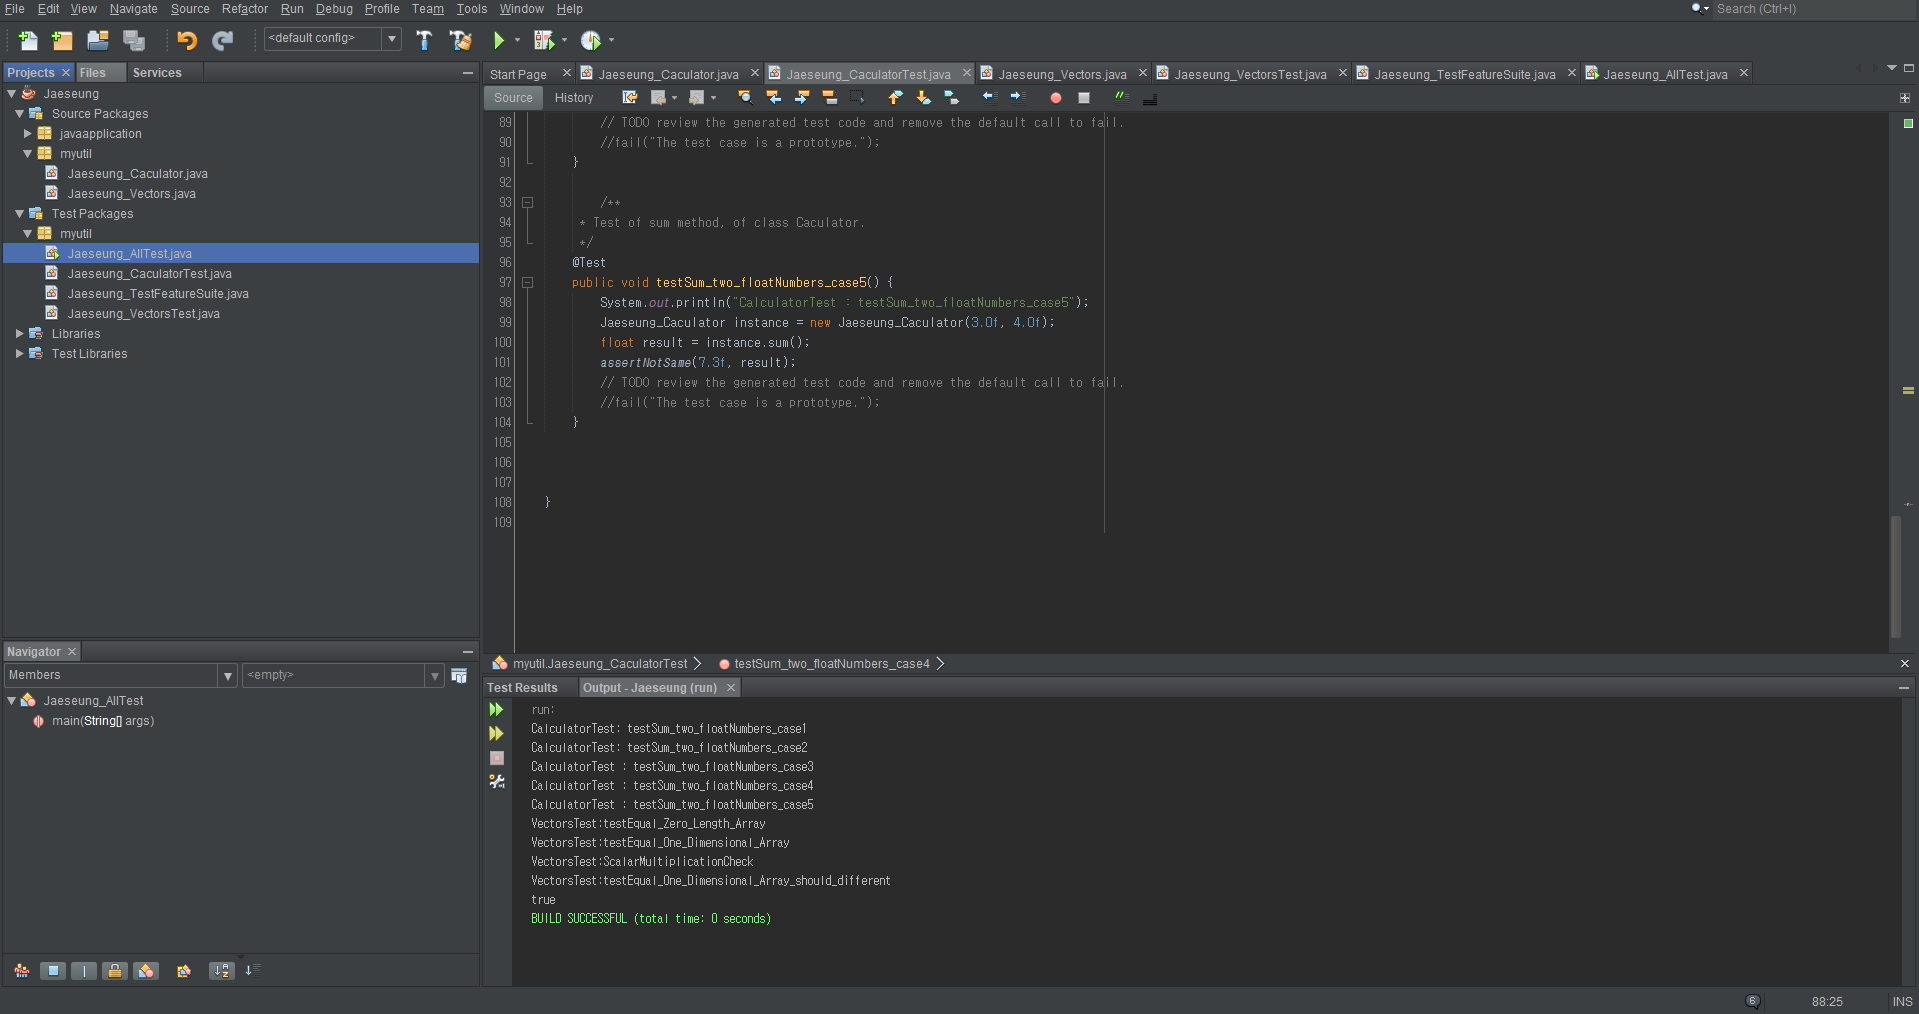 File Edit View Navigate Source Refactor Run Debug Profile Team Tools Window Help
Search (Ctrl+I)
<default config>
Projects Files Services
Jaeseung
Source Packages
javaapplication
myutil
Jaeseung_Caculator.java
Jaeseung_Vectors.java
Test Packages
myutil
Jaeseung_AllTest.java
Jaeseung_CaculatorTest.java
Jaeseung_TestFeatureSuite.java
Jaeseung_VectorsTest.java
Libraries
Test Libraries
Navigator
Members <empty>
Jaeseung_AllTest
main(String[] args)
Start Page Jaeseung_Caculator.java Jaeseung_CaculatorTest.java Jaeseung_Vectors.java Jaeseung_VectorsTest.java Jaeseung_TestFeatureSuite.java Jaeseung_AllTest.java
Source History
89 // TODO review the generated test code and remove the default call to fail.
90 //fail("The test case is a prototype.");
91 }
92
93 /**
94 * Test of sum method, of class Caculator.
95 */
96 @Test
97 public void testSum_two_floatNumbers_case5() {
98 System.out.println("CalculatorTest : testSum_two_floatNumbers_case5");
99 Jaeseung_Caculator instance = new Jaeseung_Caculator(3.0f, 4.0f);
100 float result = instance.sum();
101 assertNotSame(7.3f, result);
102 // TODO review the generated test code and remove the default call to fail.
103 //fail("The test case is a prototype.");
104 }
105
106
107
108 }
109
myutil.Jaeseung_CaculatorTest testSum_two_floatNumbers_case4
Test Results Output - Jaeseung (run)
run:
CalculatorTest: testSum_two_floatNumbers_case1
CalculatorTest: testSum_two_floatNumbers_case2
CalculatorTest : testSum_two_floatNumbers_case3
CalculatorTest : testSum_two_floatNumbers_case4
CalculatorTest : testSum_two_floatNumbers_case5
VectorsTest:testEqual_Zero_Length_Array
VectorsTest:testEqual_One_Dimensional_Array
VectorsTest:ScalarMultiplicationCheck
VectorsTest:testEqual_One_Dimensional_Array_should_different
true
BUILD SUCCESSFUL (total time: 0 seconds)
6 88:25 INS